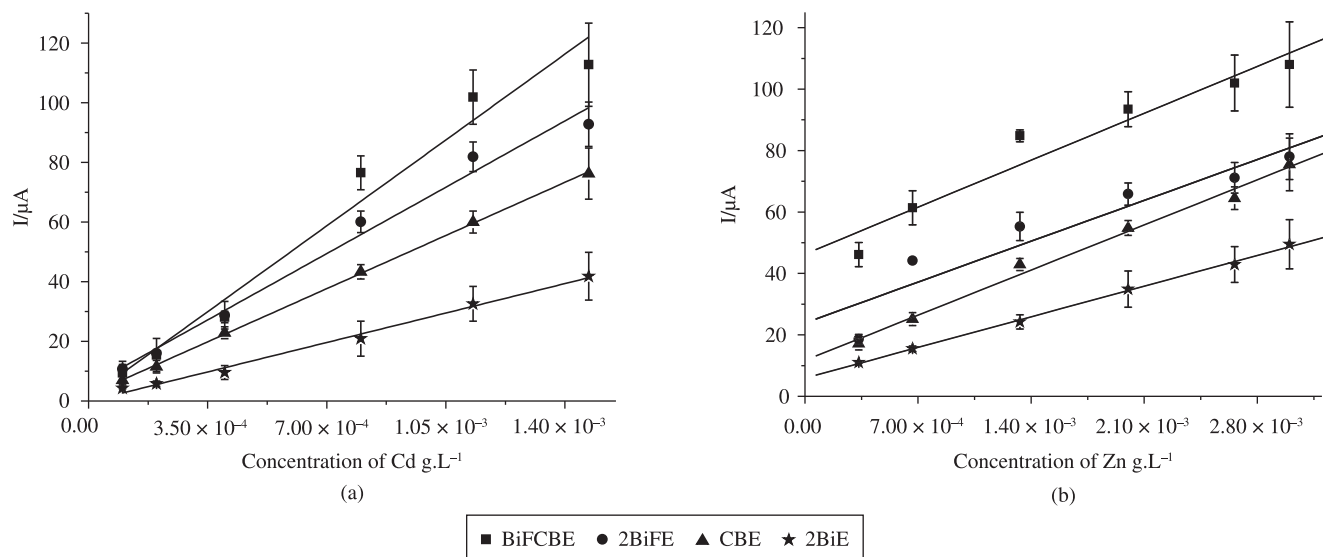 120
100
80
60
40
20
0
I/μA
0.00
3.50 × 10⁻⁴
7.00 × 10⁻⁴
1.05 × 10⁻³
1.40 × 10⁻³
Concentration of Cd g.L⁻¹
(a)
120
100
80
60
40
20
0
I/μA
0.00
7.00 × 10⁻⁴
1.40 × 10⁻³
2.10 × 10⁻³
2.80 × 10⁻³
Concentration of Zn g.L⁻¹
(b)
BiFCBE 2BiFE CBE 2BiE